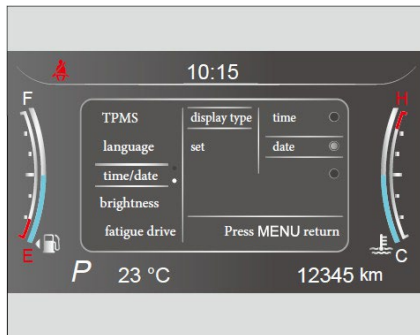 10:15
F
H
TPMS
display type
time
language
set
date
time/date
brightness
fatigue drive
Press MENU return
E
C
P
23 °C
12345 km